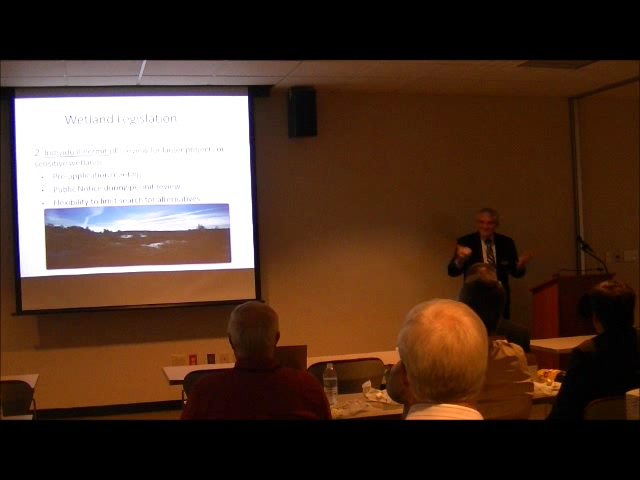 Wetland Legislation
2. Individual Permit review for larger projects or
sensitive wetlands
• Pre-application meeting
• Public Notice during permit review
• Flexibility to limit search for alternatives